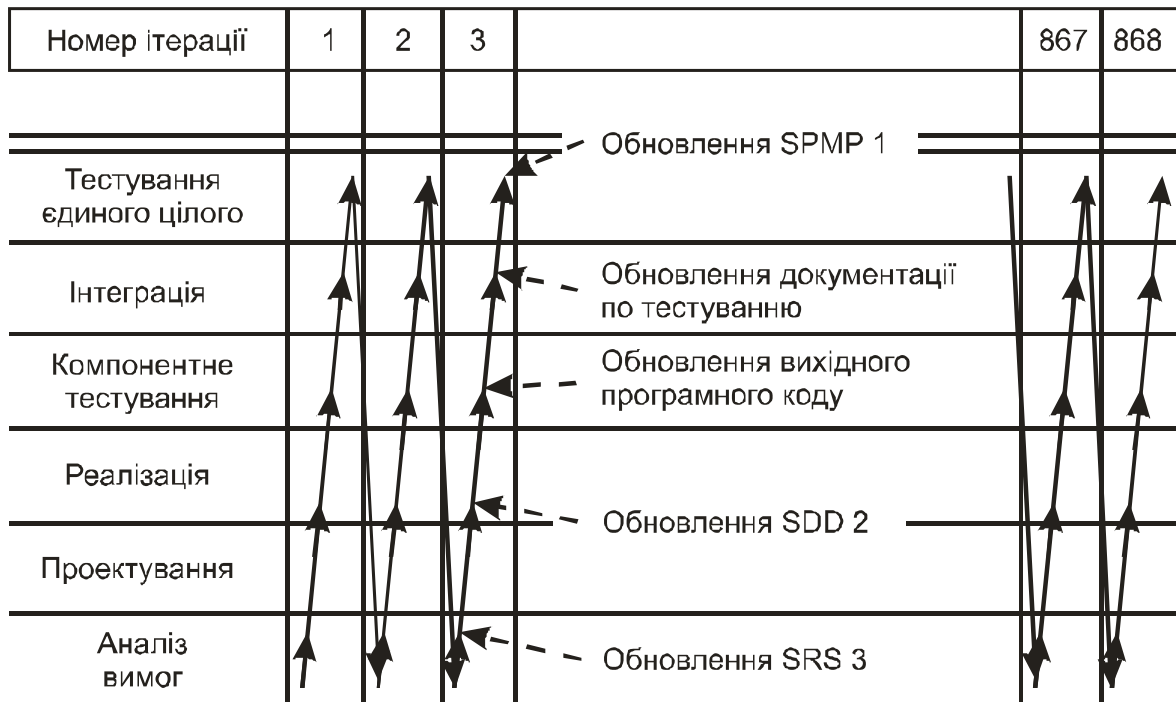 Номер ітерації 1 2 3 867 868
Обновлення SPMP 1
Тестування
єдиного цілого
Інтеграція
Обновлення документації
по тестуванню
Компонентне
тестування
Обновлення вихідного
програмного коду
Реалізація
Обновлення SDD 2
Проектування
Аналіз
вимог
Обновлення SRS 3